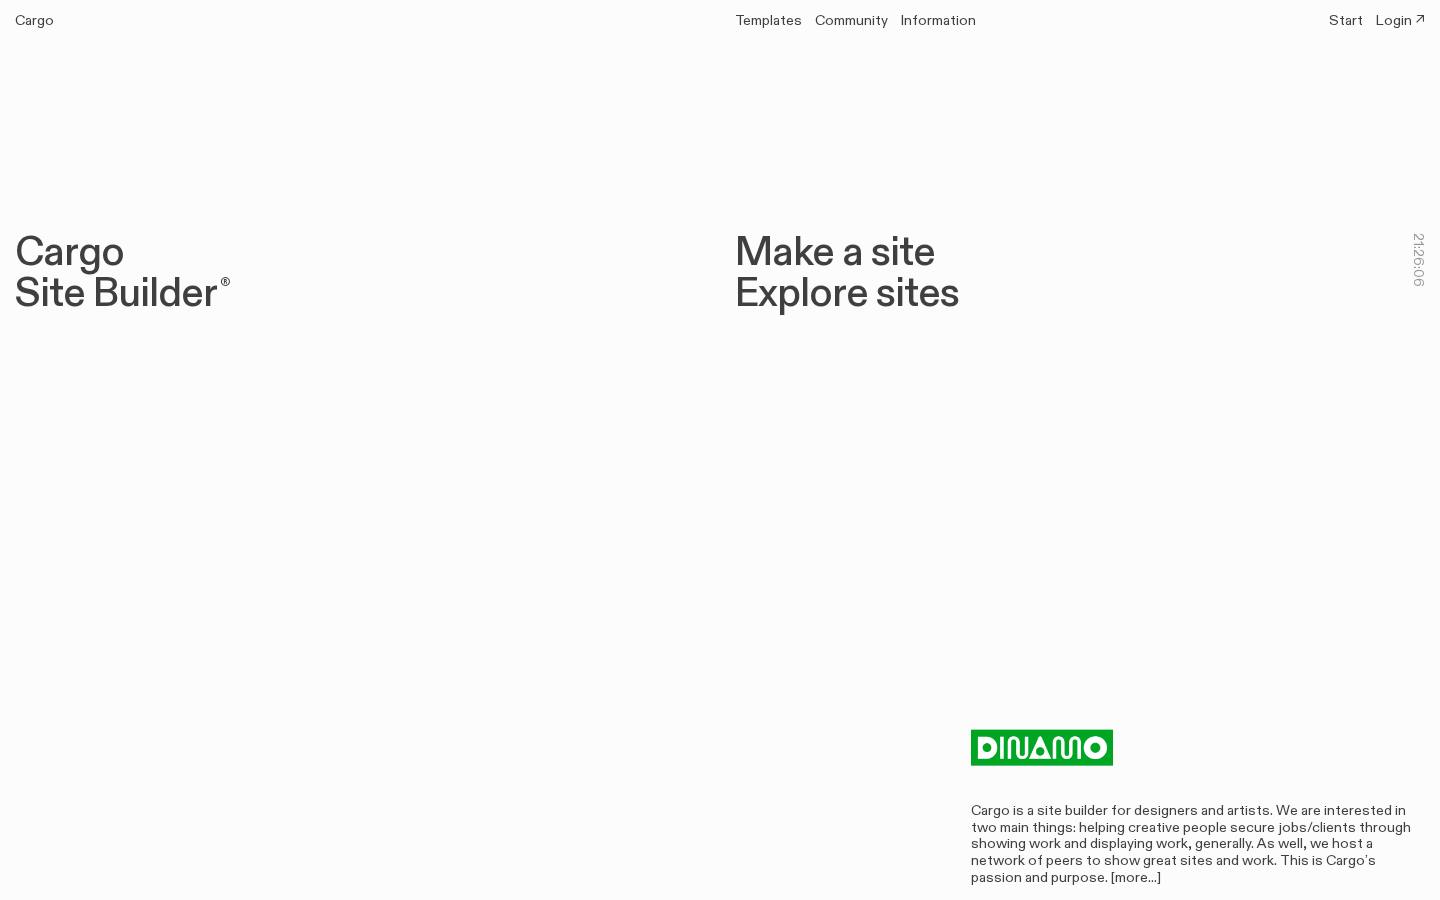 Cargo
Templates Community Information
Start Login ↗
Cargo
Site Builder®
Make a site
Explore sites
21:26:06
DINAMO
Cargo is a site builder for designers and artists. We are interested in
two main things: helping creative people secure jobs/clients through
showing work and displaying work, generally. As well, we host a
network of peers to show great sites and work. This is Cargo's
passion and purpose. [more...]